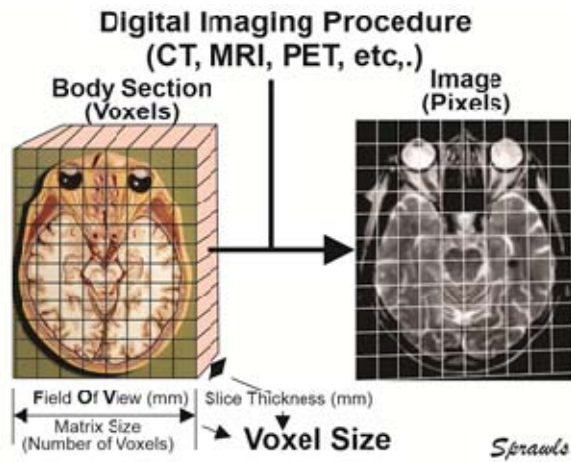 Digital Imaging Procedure
(CT, MRI, PET, etc,.)
Body Section
(Voxels)
Image
(Pixels)
Field Of View (mm)
Slice Thickness (mm)
Matrix Size
(Number of Voxels)
Voxel Size
Sprawls